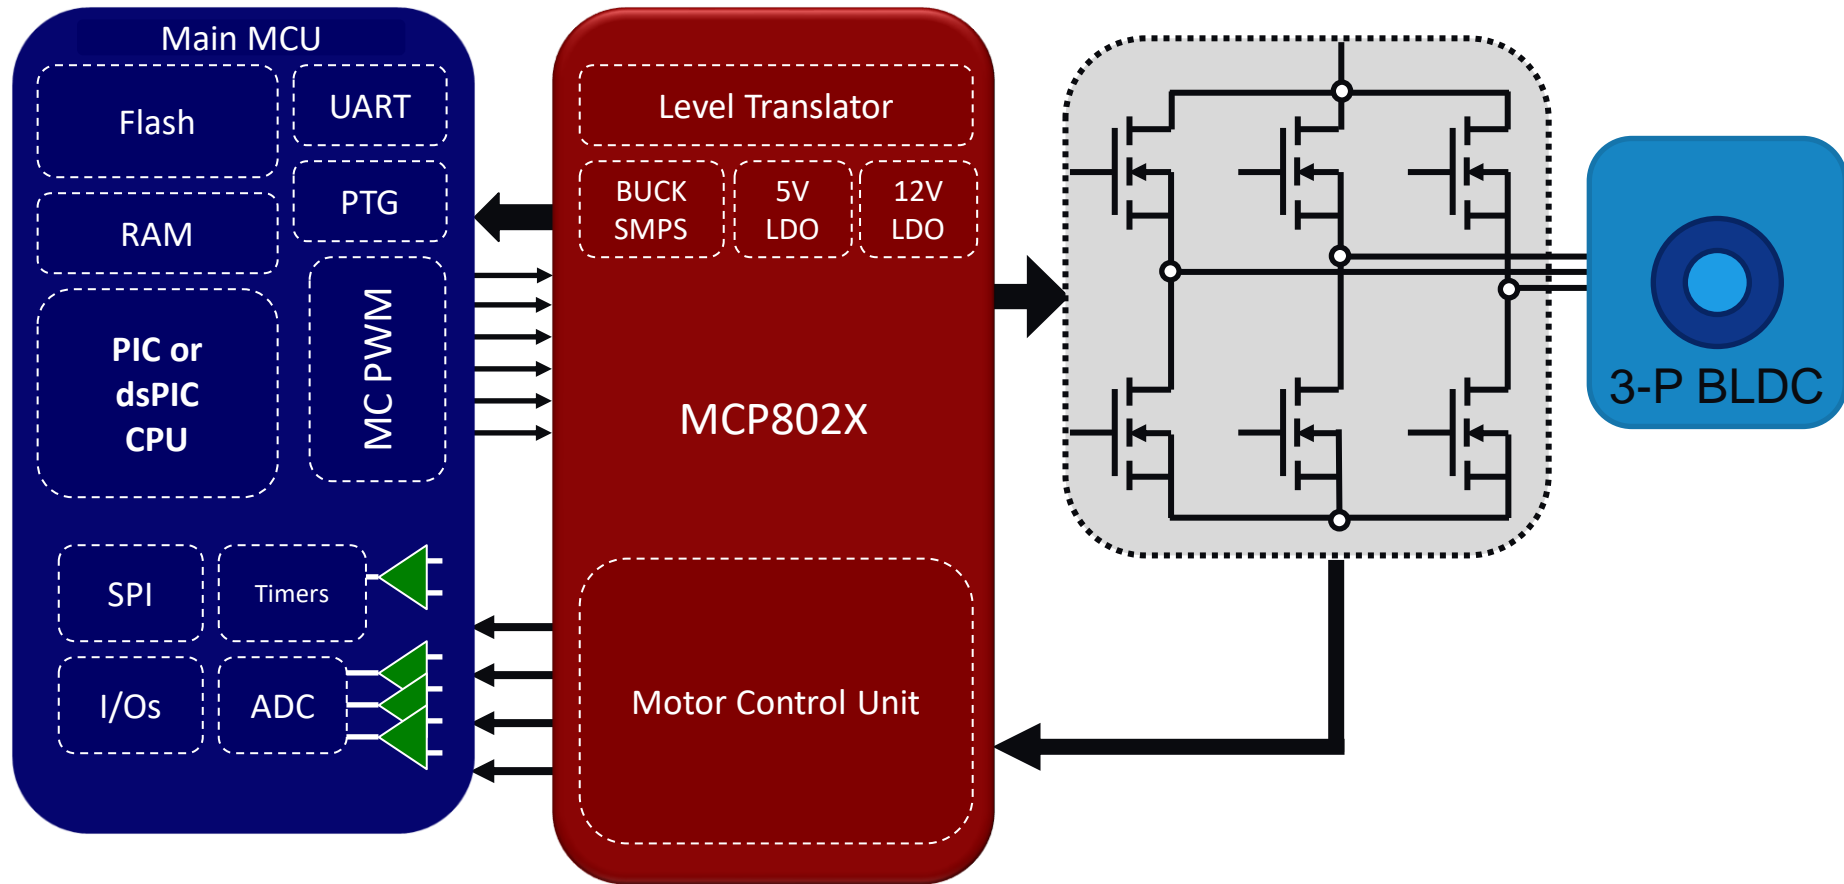 Main MCU
Flash
UART
RAM
PTG
PIC or
dsPIC
CPU
MC PWM
SPI
Timers
I/Os
ADC
Level Translator
BUCK
SMPS
5V
LDO
12V
LDO
MCP802X
Motor Control Unit
3-P BLDC